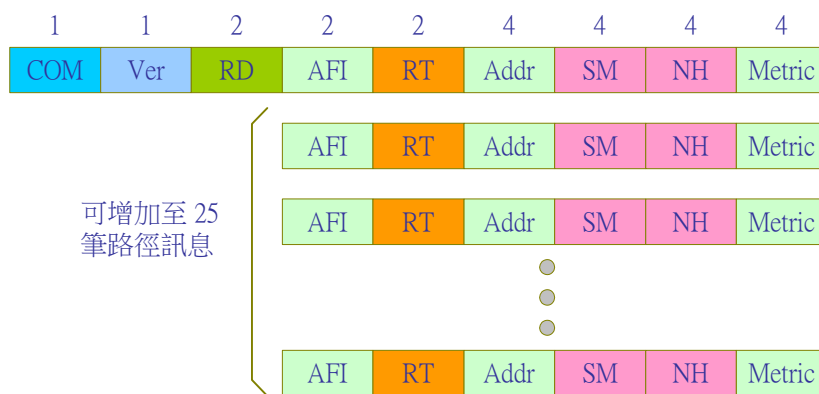 1 1 2 2 2 4 4 4 4
COM Ver RD AFI RT Addr SM NH Metric
AFI RT Addr SM NH Metric
可增加至 25
筆路徑訊息
AFI RT Addr SM NH Metric
AFI RT Addr SM NH Metric